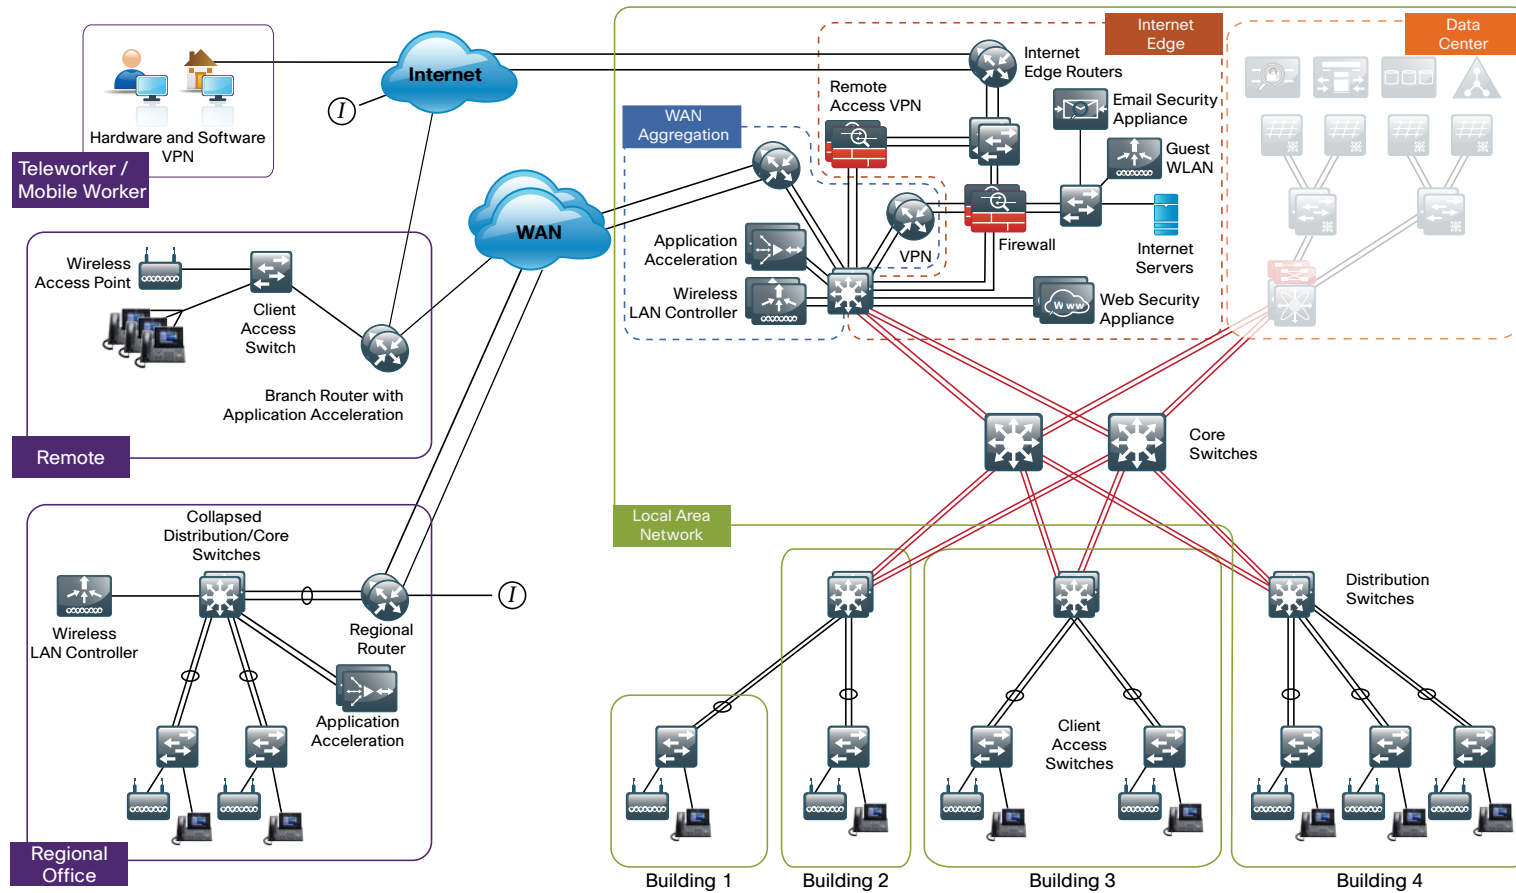 Internet
Edge
Data
Center
Internet
Internet
Edge Routers
Remote
Access VPN
Email Security
Appliance
WAN
Aggregation
Guest
WLAN
Hardware and Software
VPN
Teleworker /
Mobile Worker
I
WAN
Application
Acceleration
VPN
Firewall
Internet
Servers
Wireless
Access Point
Client
Access
Switch
Wireless
LAN Controller
Www
Web Security
Appliance
Branch Router with
Application Acceleration
Remote
Core
Switches
Local Area
Network
Collapsed
Distribution/Core
Switches
I
Distribution
Switches
Wireless
LAN Controller
Regional
Router
Application
Acceleration
Client
Access
Switches
Regional
Office
Building 1
Building 2
Building 3
Building 4